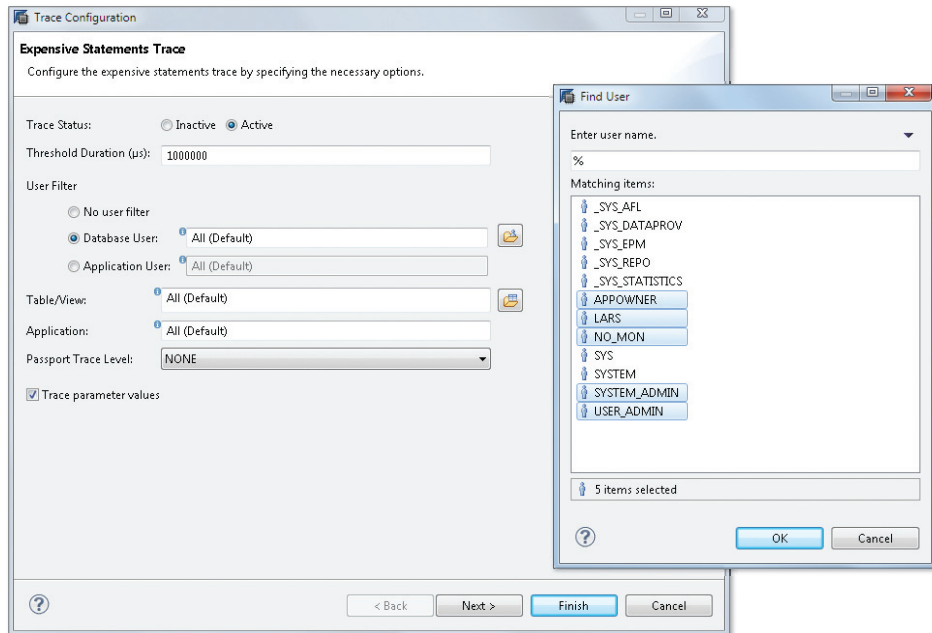 Trace Configuration
Expensive Statements Trace
Configure the expensive statements trace by specifying the necessary options.
Trace Status: Inactive Active
Threshold Duration (µs): 1000000
User Filter
No user filter
Database User: All (Default)
Application User: All (Default)
Table/View: All (Default)
Application: All (Default)
Passport Trace Level: NONE
Trace parameter values
? < Back Next > Finish Cancel
Find User
Enter user name.
%
Matching items:
_SYS_AFL
_SYS_DATAPROV
_SYS_EPM
_SYS_REPO
_SYS_STATISTICS
APPOWNER
LARS
NO_MON
SYS
SYSTEM
SYSTEM_ADMIN
USER_ADMIN
5 items selected
? OK Cancel